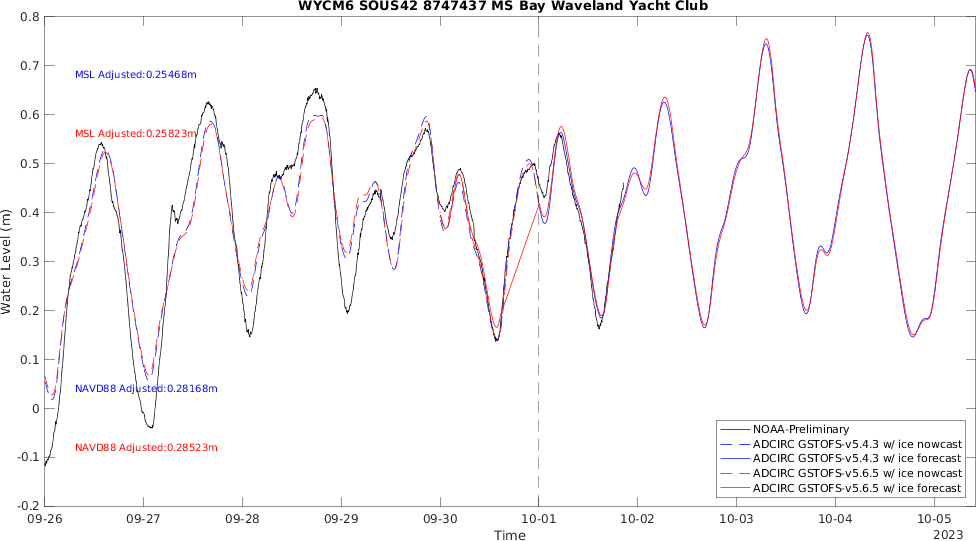 WYCM6 SOUS42 8747437 MS Bay Waveland Yacht Club
0.8
0.7
0.6
0.5
0.4
0.3
0.2
0.1
0
-0.1
-0.2
Water Level (m)
MSL Adjusted:0.25468m
MSL Adjusted:0.25823m
NAVD88 Adjusted:0.28168m
NAVD88 Adjusted:0.28523m
NOAA-Preliminary
ADCIRC GSTOFS-v5.4.3 w/ ice nowcast
ADCIRC GSTOFS-v5.4.3 w/ ice forecast
ADCIRC GSTOFS-v5.6.5 w/ ice nowcast
ADCIRC GSTOFS-v5.6.5 w/ ice forecast
09-26 09-27 09-28 09-29 09-30 10-01 10-02 10-03 10-04 10-05
Time
2023